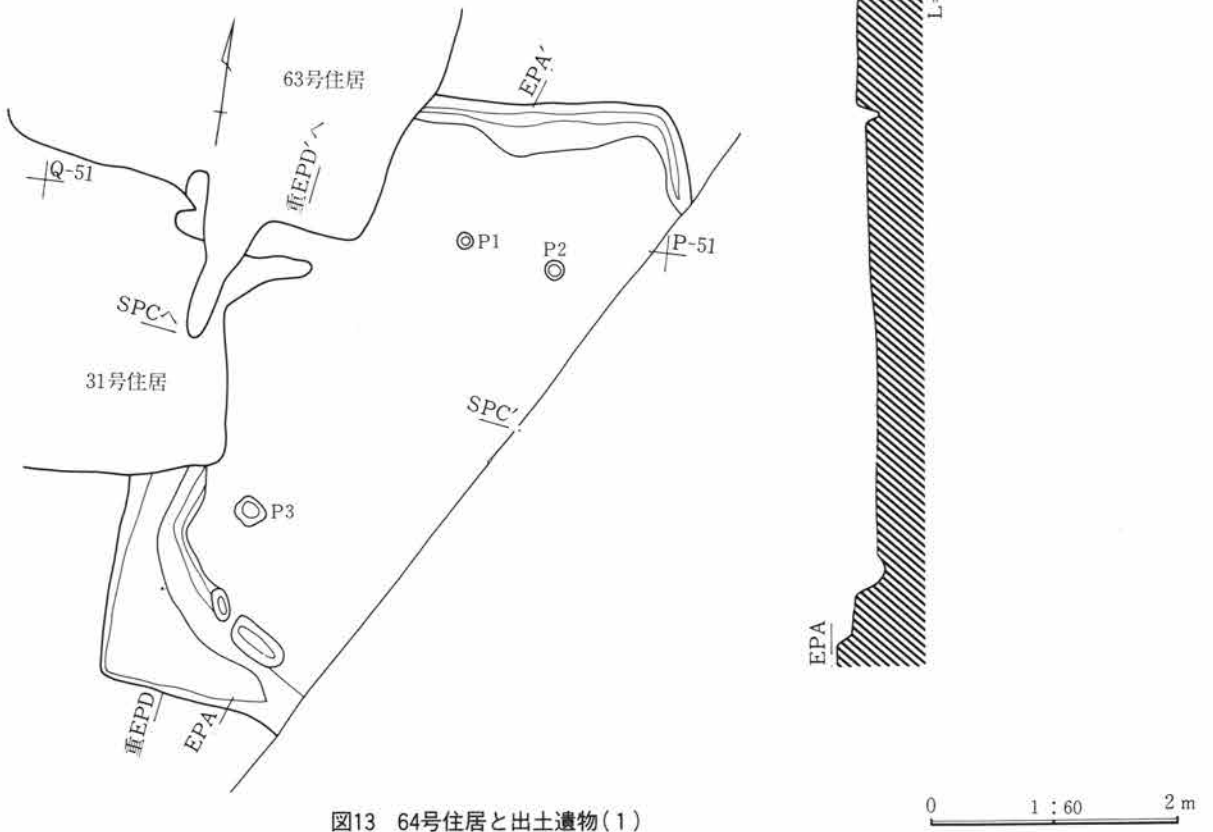 EPA′
63号住居
重EPD′へ
Q-51
P1
P2
P-51
SPCへ
31号住居
SPC′
P3
重EPD
EPA
EPA
0 1:60 2m
図13 64号住居と出土遺物(1)